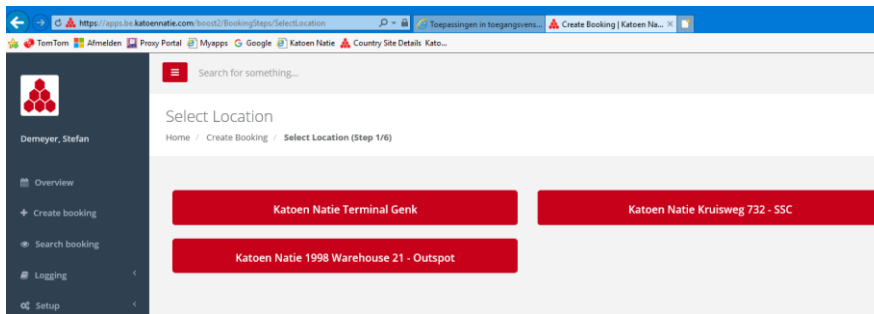 https://apps.be.katoennatie.com/boost2/BookingSteps/SelectLocation
Toepassingen in toegangsvens...
Create Booking | Katoen Na...
TomTom Afmelden Proxy Portal Myapps Google Katoen Natie Country Site Details Kato...
Search for something...
Select Location
Home / Create Booking / Select Location (Step 1/6)
Demeyer, Stefan
Overview
Create booking
Search booking
Logging
Setup
Katoen Natie Terminal Genk
Katoen Natie Kruisweg 732 - SSC
Katoen Natie 1998 Warehouse 21 - Outspot